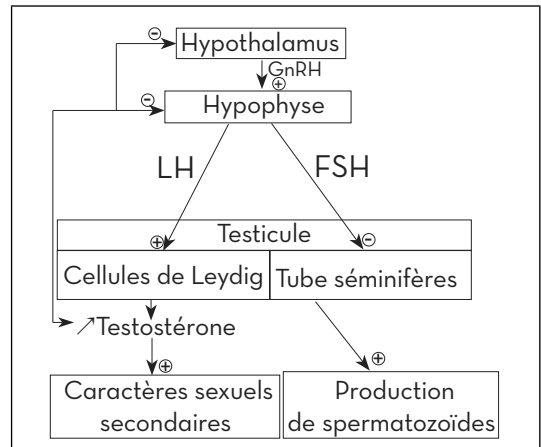 ⊖ Hypothalamus
GnRH
⊕
⊖ Hypophyse
LH FSH
Testicule
⊕ ⊖
Cellules de Leydig Tube séminifères
↗Testostérone
⊕ ⊕
Caractères sexuels
secondaires
Production
de spermatozoïdes